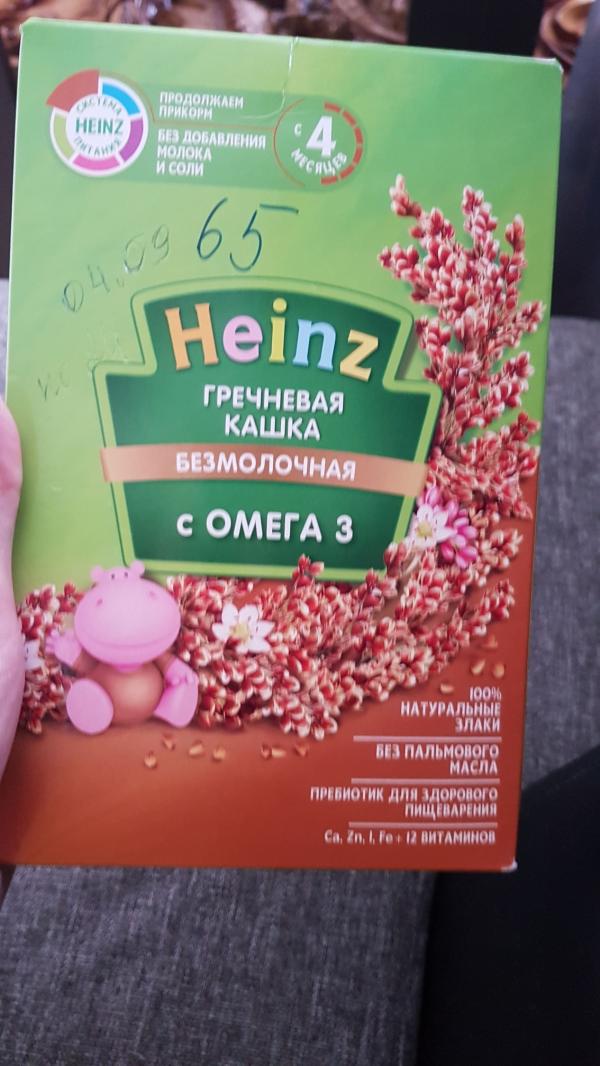 СИСТЕМА
HEINZ
ПИТАНИЯ
ПРОДОЛЖАЕМ
ПРИКОРМ
БЕЗ ДОБАВЛЕНИЯ
МОЛОКА
И СОЛИ
С 4
МЕСЯЦЕВ
65
04.09
Heinz
ГРЕЧНЕВАЯ
КАШКА
БЕЗМОЛОЧНАЯ
с ОМЕГА 3
100%
НАТУРАЛЬНЫЕ
ЗЛАКИ
БЕЗ ПАЛЬМОВОГО
МАСЛА
ПРЕБИОТИК ДЛЯ ЗДОРОВОГО
ПИЩЕВАРЕНИЯ
Ca, Zn, I, Fe + 12 ВИТАМИНОВ